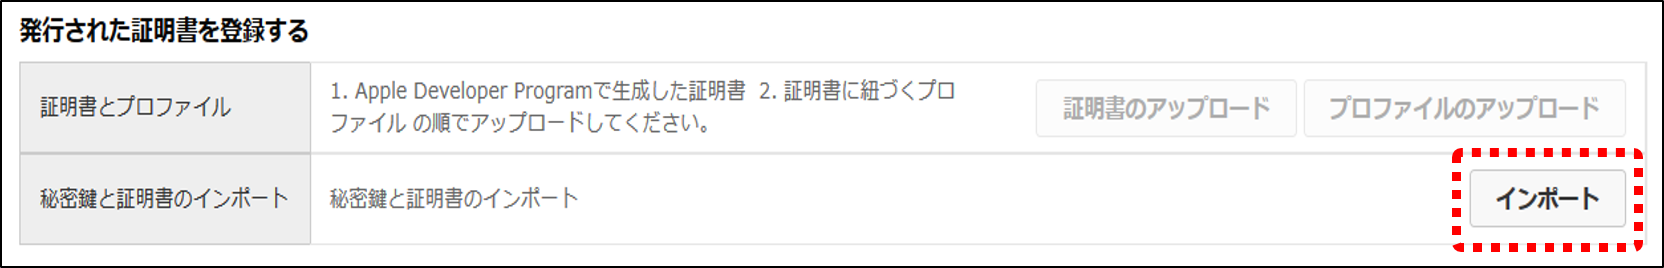 発行された証明書を登録する
証明書とプロファイル
1. Apple Developer Programで生成した証明書 2. 証明書に紐づくプロ
ファイル の順でアップロードしてください。
証明書のアップロード
プロファイルのアップロード
秘密鍵と証明書のインポート
秘密鍵と証明書のインポート
インポート